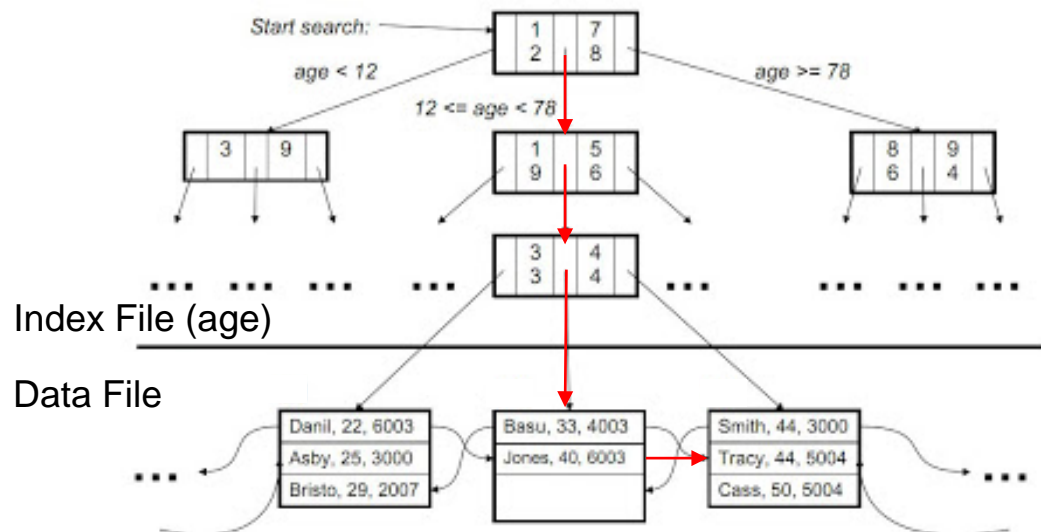 Start search:
1 7
2 8
age < 12
age >= 78
12 <= age < 78
3 9
1 5
9 6
8 9
6 4
3 4
3 4
... ... ... ... ... ... ... ...
Index File (age)
Data File
Danil, 22, 6003
Asby, 25, 3000
Bristo, 29, 2007
Basu, 33, 4003
Jones, 40, 6003
Smith, 44, 3000
Tracy, 44, 5004
Cass, 50, 5004
... ...